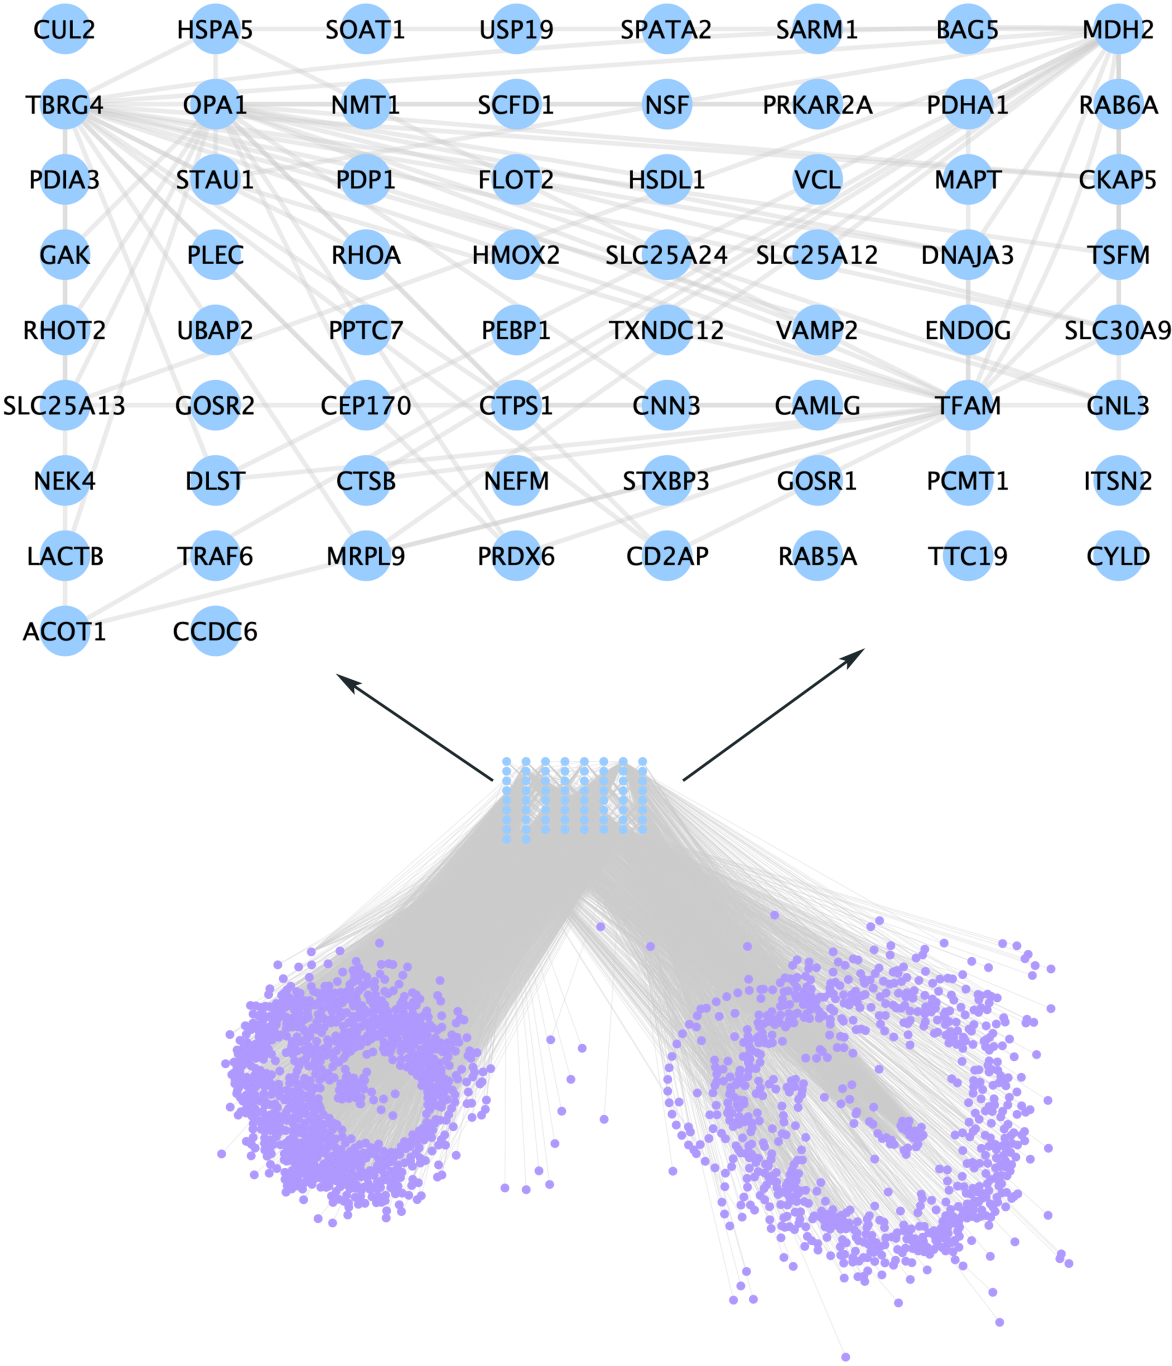 CUL2 HSPA5 SOAT1 USP19 SPATA2 SARM1 BAG5 MDH2
TBRG4 OPA1 NMT1 SCFD1 NSF PRKAR2A PDHA1 RAB6A
PDIA3 STAU1 PDP1 FLOT2 HSDL1 VCL MAPT CKAP5
GAK PLEC RHOA HMOX2 SLC25A24 SLC25A12 DNAJA3 TSFM
RHOT2 UBAP2 PPTC7 PEBP1 TXNDC12 VAMP2 ENDOG SLC30A9
SLC25A13 GOSR2 CEP170 CTPS1 CNN3 CAMLG TFAM GNL3
NEK4 DLST CTSB NEFM STXBP3 GOSR1 PCMT1 ITSN2
LACTB TRAF6 MRPL9 PRDX6 CD2AP RAB5A TTC19 CYLD
ACOT1 CCDC6